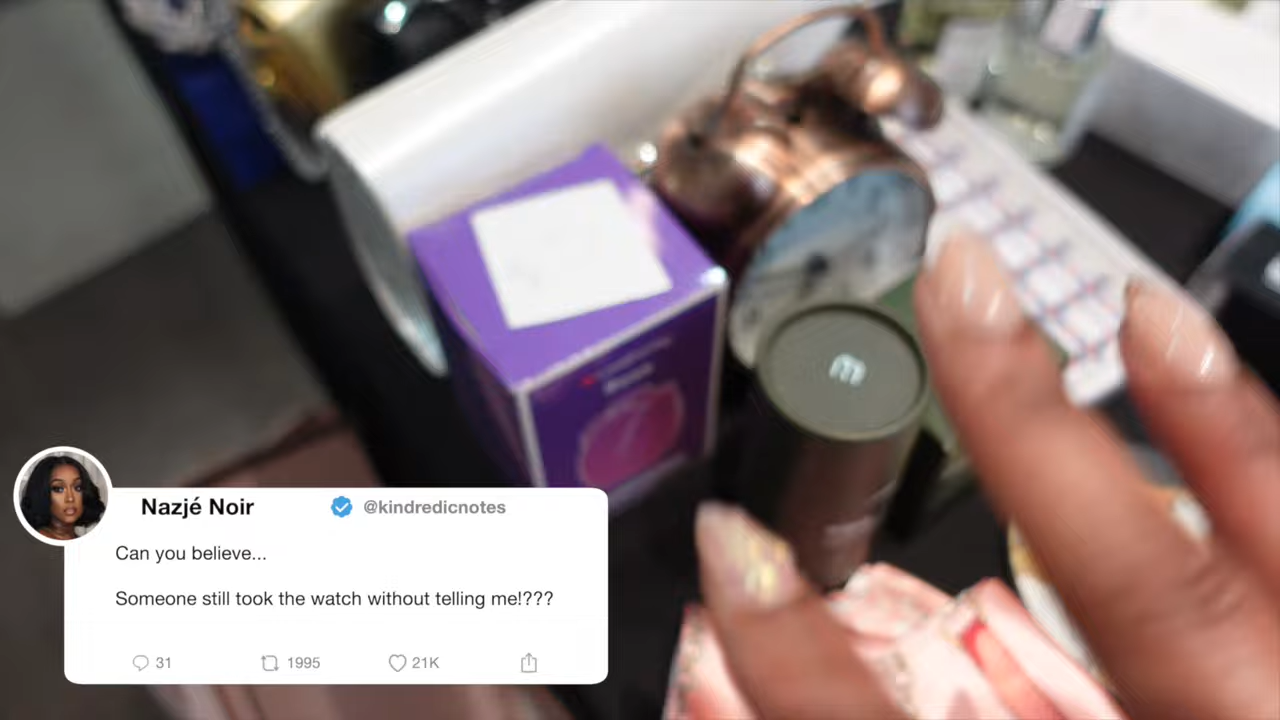 Nazjé Noir @kindredicnotes
Can you believe...
Someone still took the watch without telling me!???
31 1995 21K
m